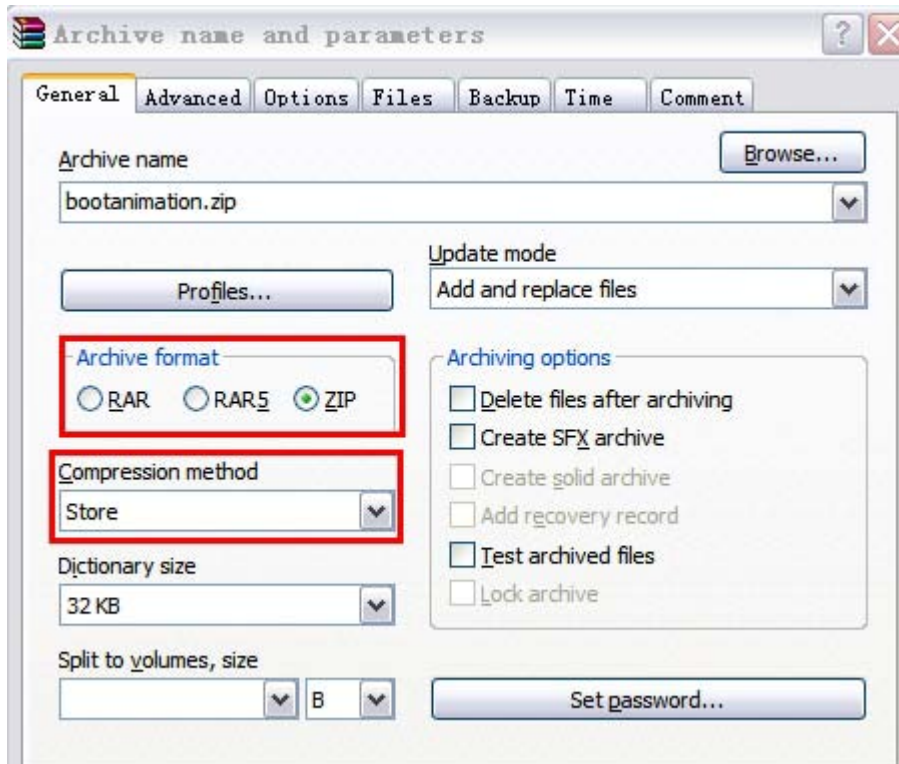 Archive name and parameters
General Advanced Options Files Backup Time Comment
Archive name
Browse...
bootanimation.zip
Update mode
Profiles...
Add and replace files
Archive format
RAR RAR5 ZIP
Compression method
Store
Dictionary size
32 KB
Split to volumes, size
B
Archiving options
Delete files after archiving
Create SFX archive
Create solid archive
Add recovery record
Test archived files
Lock archive
Set password...